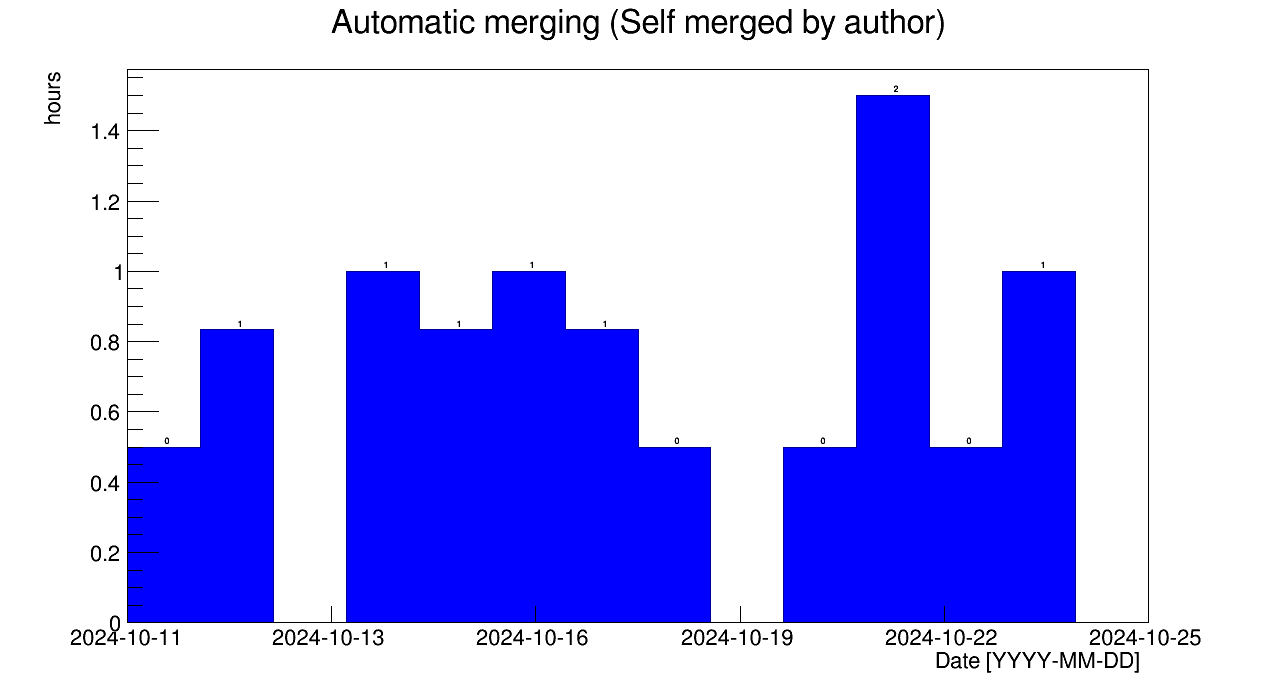 Automatic merging (Self merged by author)
hours
1.4
1.2
1
0.8
0.6
0.4
0.2
0
0 1 1 1 1 1 0 0 2 0 1
2024-10-11 2024-10-13 2024-10-16 2024-10-19 2024-10-22 2024-10-25
Date [YYYY-MM-DD]